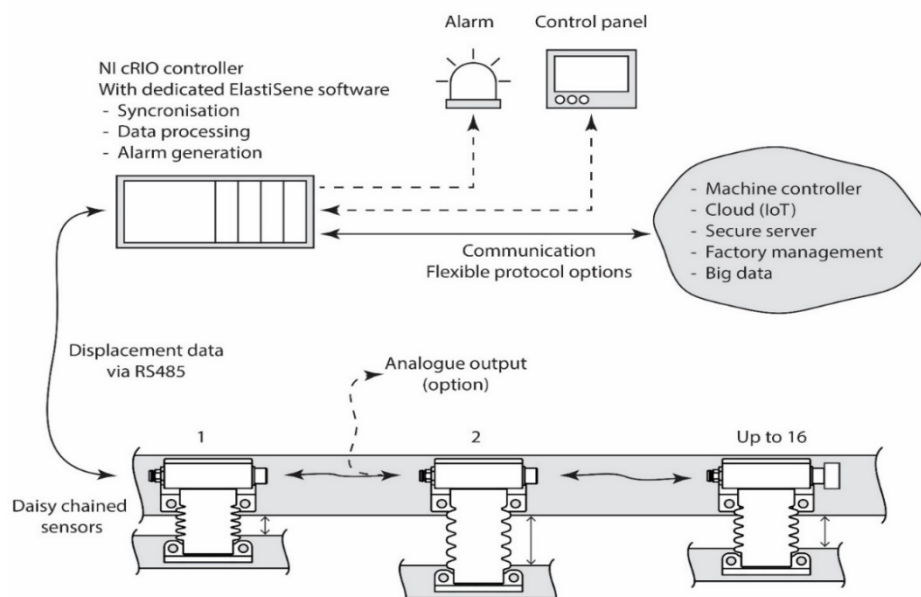 Alarm
Control panel
NI cRIO controller
With dedicated ElastiSene software
- Syncronisation
- Data processing
- Alarm generation
- Machine controller
- Cloud (IoT)
- Secure server
- Factory management
- Big data
Communication
Flexible protocol options
Displacement data
via RS485
Analogue output
(option)
1
2
Up to 16
Daisy chained
sensors